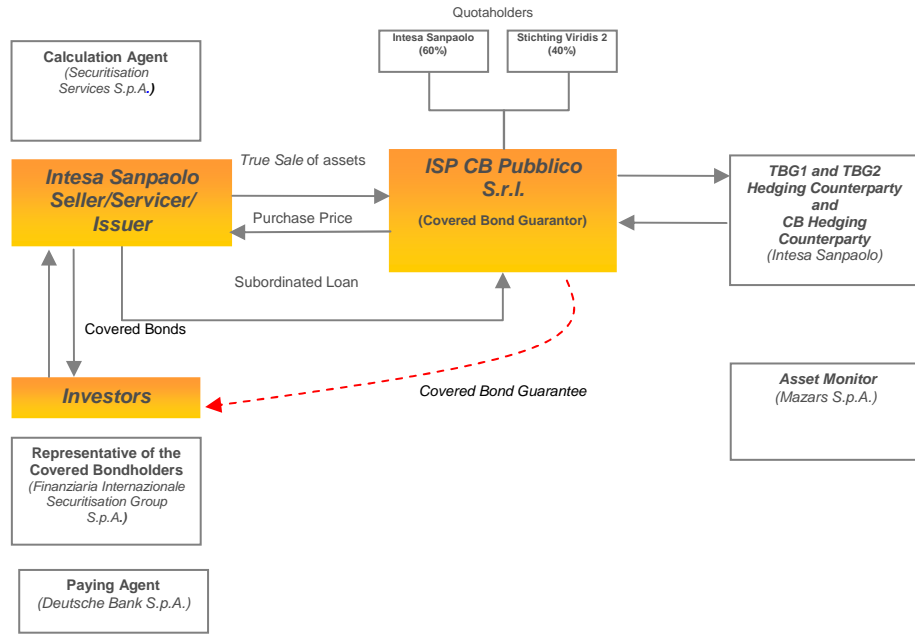 Quotaholders
Intesa Sanpaolo
(60%)
Stichting Viridis 2
(40%)
Calculation Agent
(Securitisation
Services S.p.A.)
Intesa Sanpaolo
Seller/Servicer/
Issuer
True Sale of assets
Purchase Price
ISP CB Pubblico
S.r.l.
(Covered Bond Guarantor)
TBG1 and TBG2
Hedging Counterparty
and
CB Hedging
Counterparty
(Intesa Sanpaolo)
Subordinated Loan
Covered Bonds
Investors
Covered Bond Guarantee
Asset Monitor
(Mazars S.p.A.)
Representative of the
Covered Bondholders
(Finanziaria Internazionale
Securitisation Group
S.p.A.)
Paying Agent
(Deutsche Bank S.p.A.)